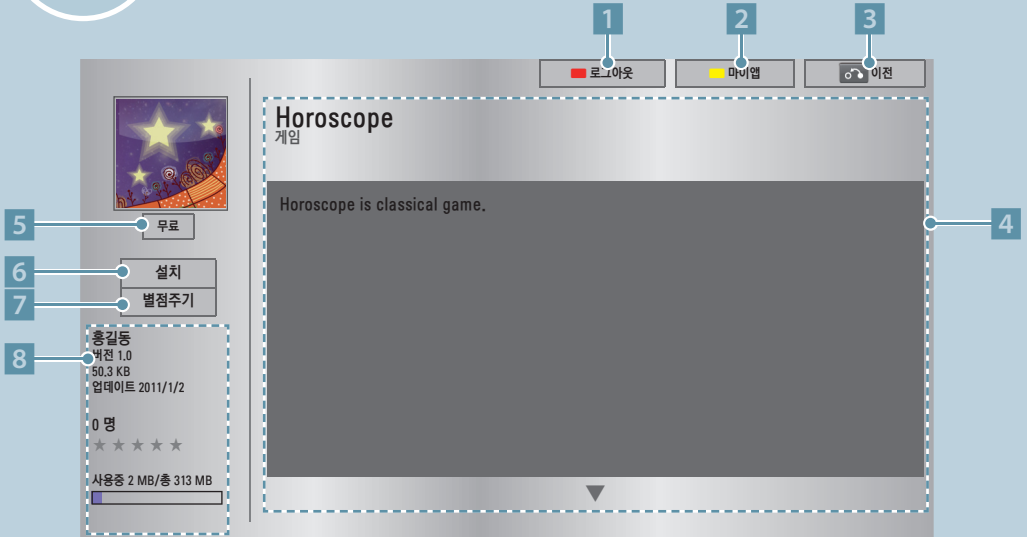 1
2
3
로그아웃
마이앱
이전
Horoscope
게임
Horoscope is classical game.
4
5
무료
6
설치
7
별점주기
8
홍길동
버전 1.0
50.3 KB
업데이트 2011/1/2
0 명
사용중 2 MB/총 313 MB